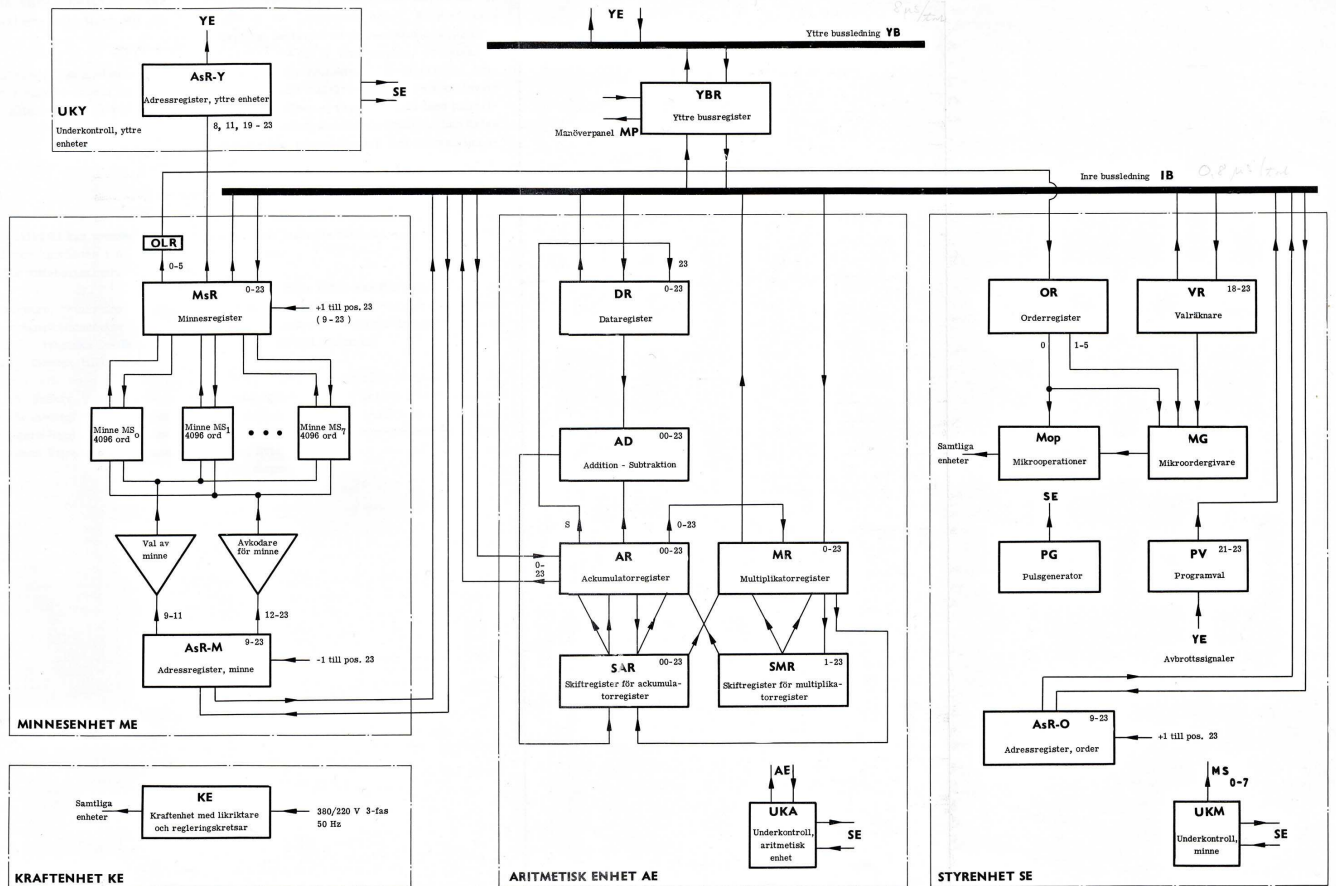 YE
AsR-Y
Adressregister, yttre enheter
SE
8, 11, 19 - 23
UKY
Underkontroll, yttre
enheter
YE
Yttre bussledning YB
YBR
Yttre bussregister
Manöverpanel MP
Inre bussledning IB
0,8 µs/
OLR
0-5
MsR
0-23
Minnesregister
+1 till pos. 23
( 9 - 23 )
Minne MS0
4096 ord
Minne MS1
4096 ord
• • •
Minne MS7
4096 ord
Val av
minne
Avkodare
för minne
9-11
12-23
AsR-M
9-23
Adressregister, minne
-1 till pos. 23
MINNESENHET ME
Samtliga
enheter
KE
Kraftenhet med likriktare
och regleringskretsar
380/220 V 3-fas
50 Hz
KRAFTENHET KE
23
DR
0-23
Dataregister
AD
00-23
Addition - Subtraktion
S
0-23
AR
00-23
Ackumulatorregister
0-
23
MR
0-23
Multiplikatorregister
SAR
00-23
Skiftregister för ackumula-
torregister
SMR
1-23
Skiftregister för multiplika-
torregister
AE
UKA
Underkontroll,
aritmetisk
enhet
SE
ARITMETISK ENHET AE
OR
Orderregister
0
1-5
VR
18-23
Valräknare
Samtliga
enheter
Mop
Mikrooperationer
MG
Mikroordergivare
SE
PG
Pulsgenerator
PV
21-23
Programval
YE
Avbrottssignaler
AsR-O
9-23
Adressregister, order
+1 till pos. 23
MS
0-7
UKM
Underkontroll,
minne
SE
STYRENHET SE